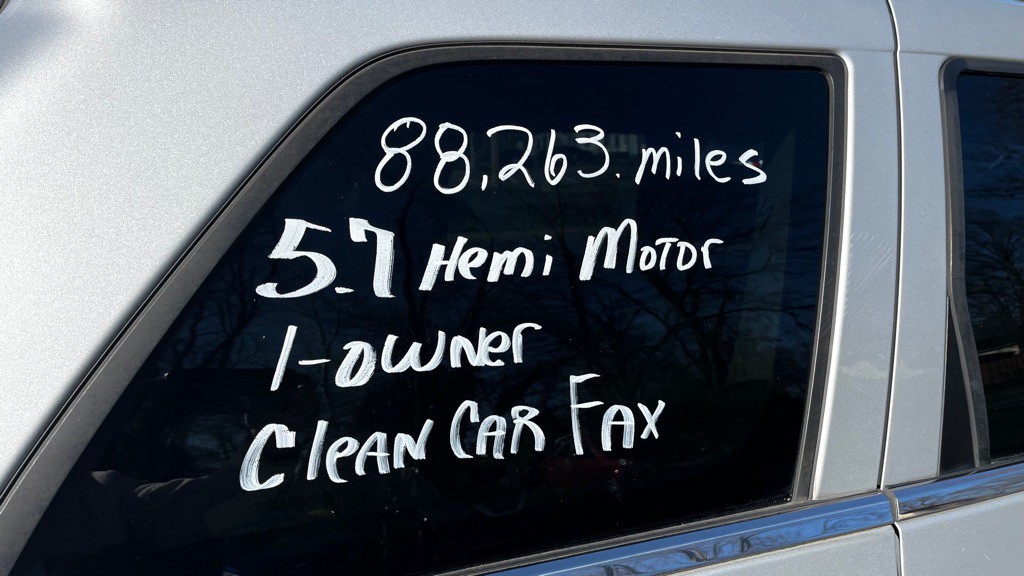 88,263. miles
5.7 Hemi Motor
1-owner
Clean Car Fax